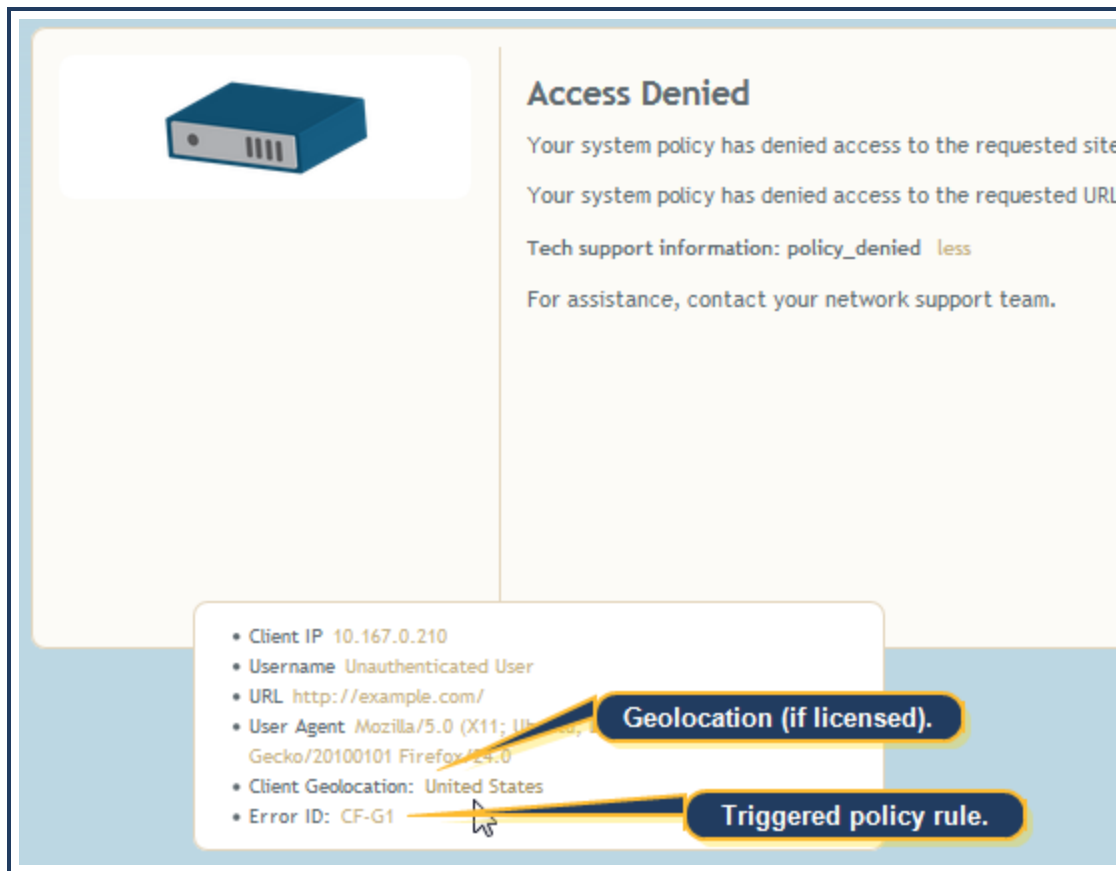 Access Denied
Your system policy has denied access to the requested site
Your system policy has denied access to the requested URL
Tech support information: policy_denied less
For assistance, contact your network support team.
• Client IP 10.167.0.210
• Username Unauthenticated User
• URL http://example.com/
• User Agent Mozilla/5.0 (X11;
Gecko/20100101 Firefox/24.0
• Client Geolocation: United States
• Error ID: CF-G1
Geolocation (if licensed).
Triggered policy rule.